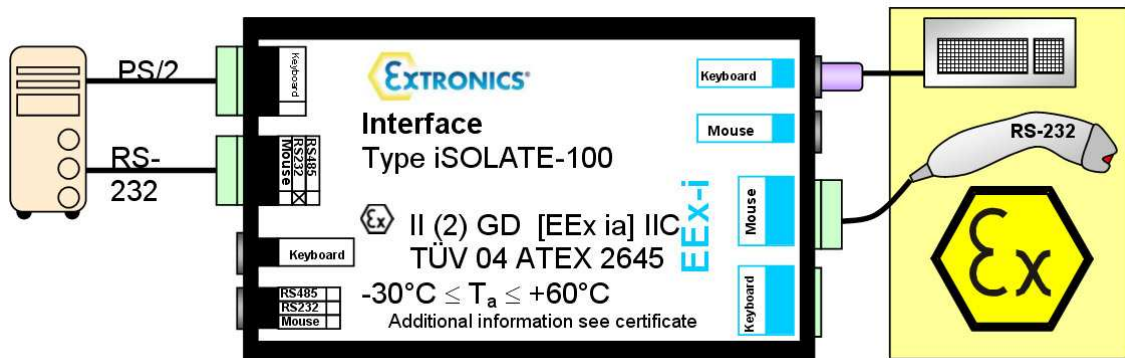 PS/2
RS-
232
Keyboard
RS485
RS232
Mouse
Keyboard
RS485
RS232
Mouse
EXTRONICS®
Interface
Type iSOLATE-100
Ex II (2) GD [EEx ia] IIC
TÜV 04 ATEX 2645
-30°C ≤ Ta ≤ +60°C
Additional information see certificate
EEx-i
Keyboard
Mouse
Mouse
Keyboard
RS-232
Ex